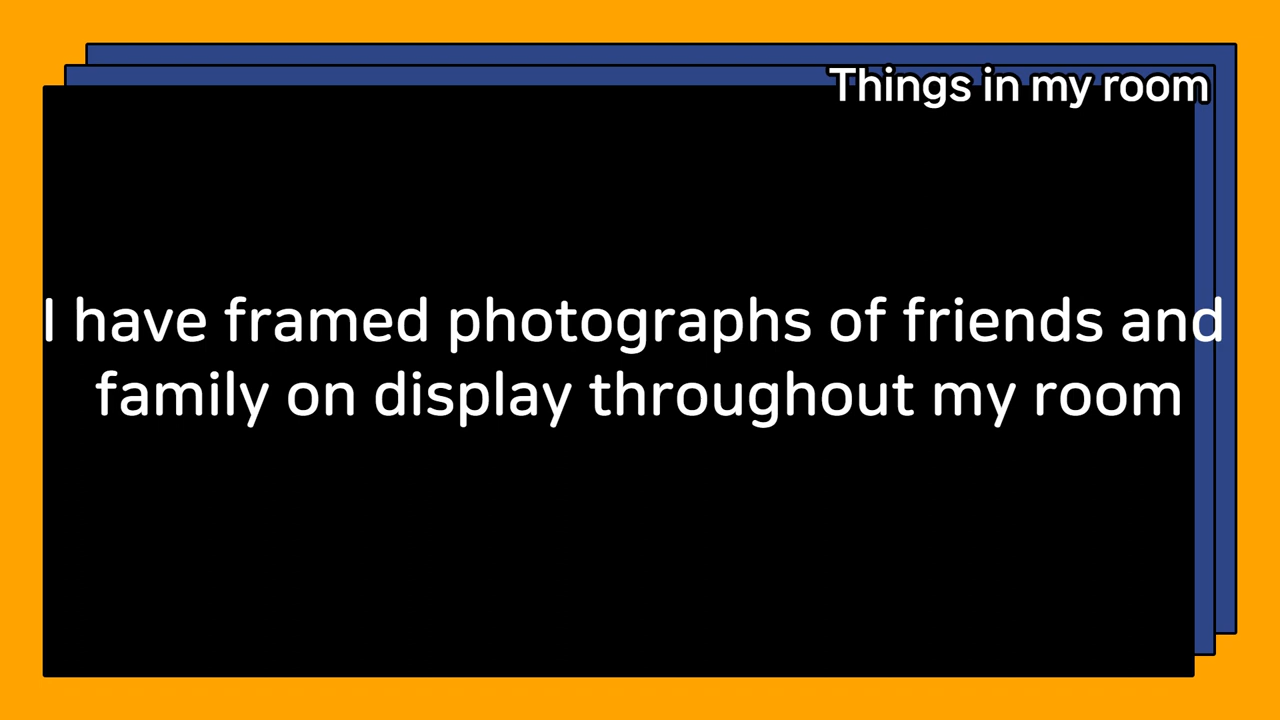 Things in my room
I have framed photographs of friends and
family on display throughout my room